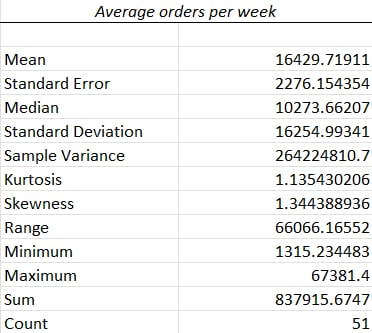 Average orders per week
Mean 16429.71911
Standard Error 2276.154354
Median 10273.66207
Standard Deviation 16254.99341
Sample Variance 264224810.7
Kurtosis 1.135430206
Skewness 1.344388936
Range 66066.16552
Minimum 1315.234483
Maximum 67381.4
Sum 837915.6747
Count 51